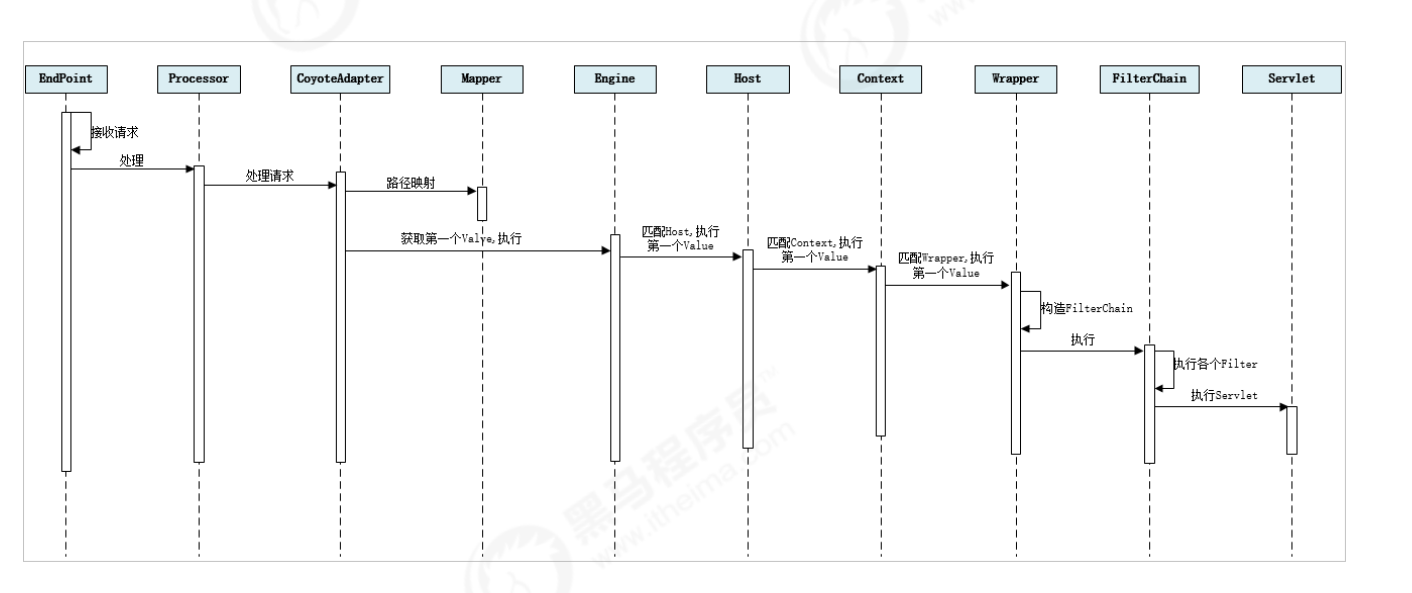 EndPoint
Processor
CoyoteAdapter
Mapper
Engine
Host
Context
Wrapper
FilterChain
Servlet
接收请求
处理
处理请求
路径映射
获取第一个Valve,执行
匹配Host,执行
第一个Value
匹配Context,执行
第一个Value
匹配Wrapper,执行
第一个Value
构造FilterChain
执行
执行各个Filter
执行Servlet
黑马程序员
www.itheima.com